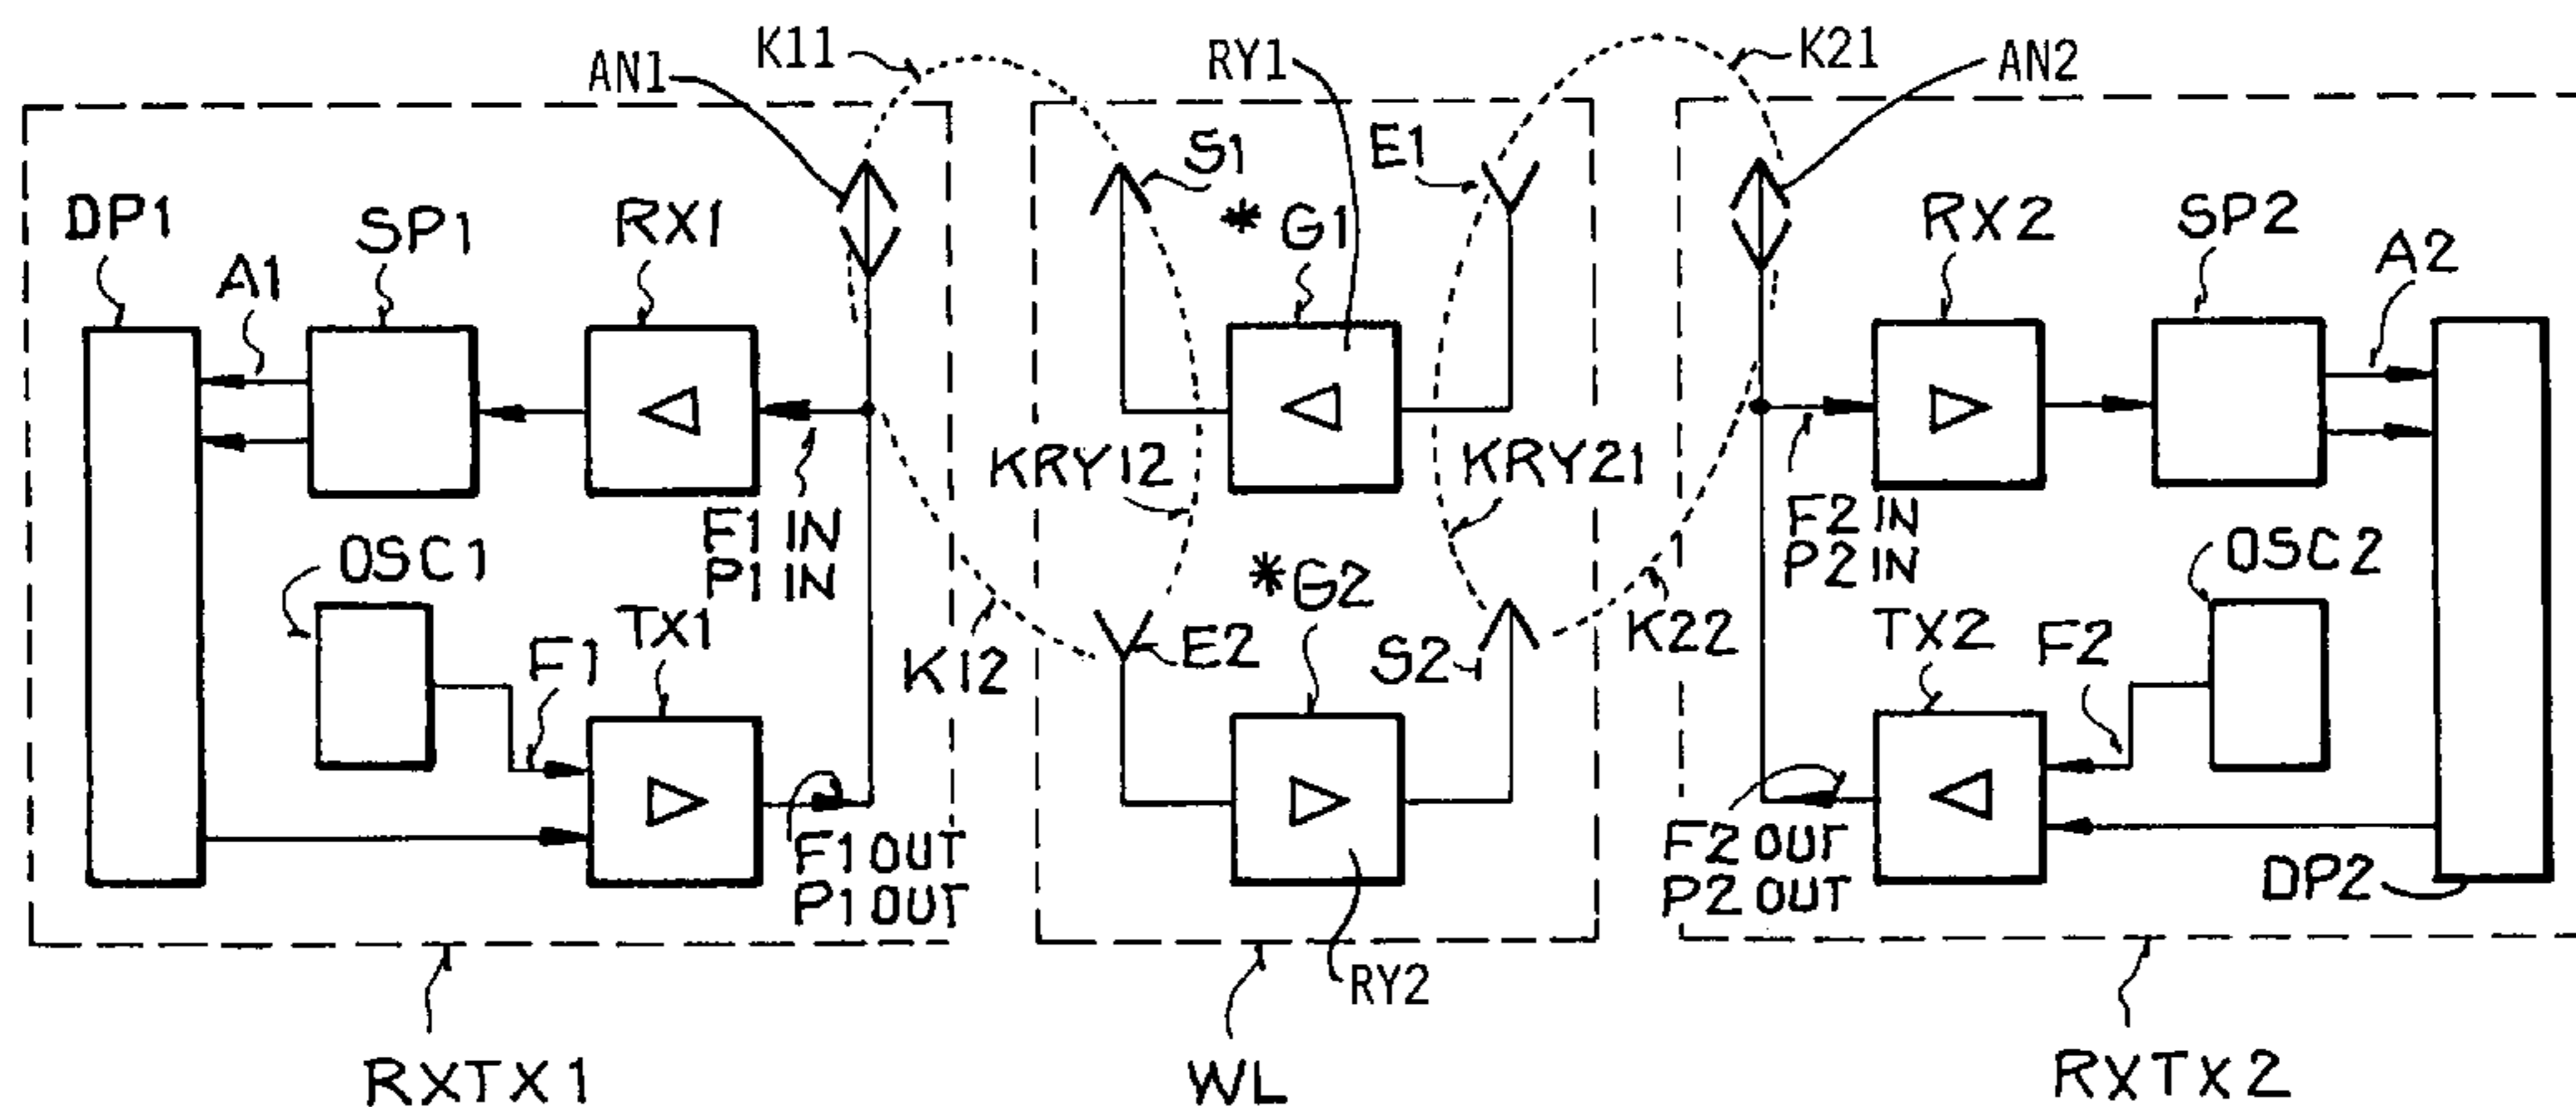 K11
RY1
K21
AN1
AN2
S1
E1
DP1
SP1
RX1
*G1
RX2
SP2
A1
A2
KRY12
KRY21
F1 IN
P1 IN
F2 IN
P2 IN
OSC1
*G2
OSC2
TX1
F1
K12
E2
S2
K22
TX2
F2
F1 OUT
P1 OUT
F2 OUT
P2 OUT
DP2
RY2
RXTX1
WL
RXTX2